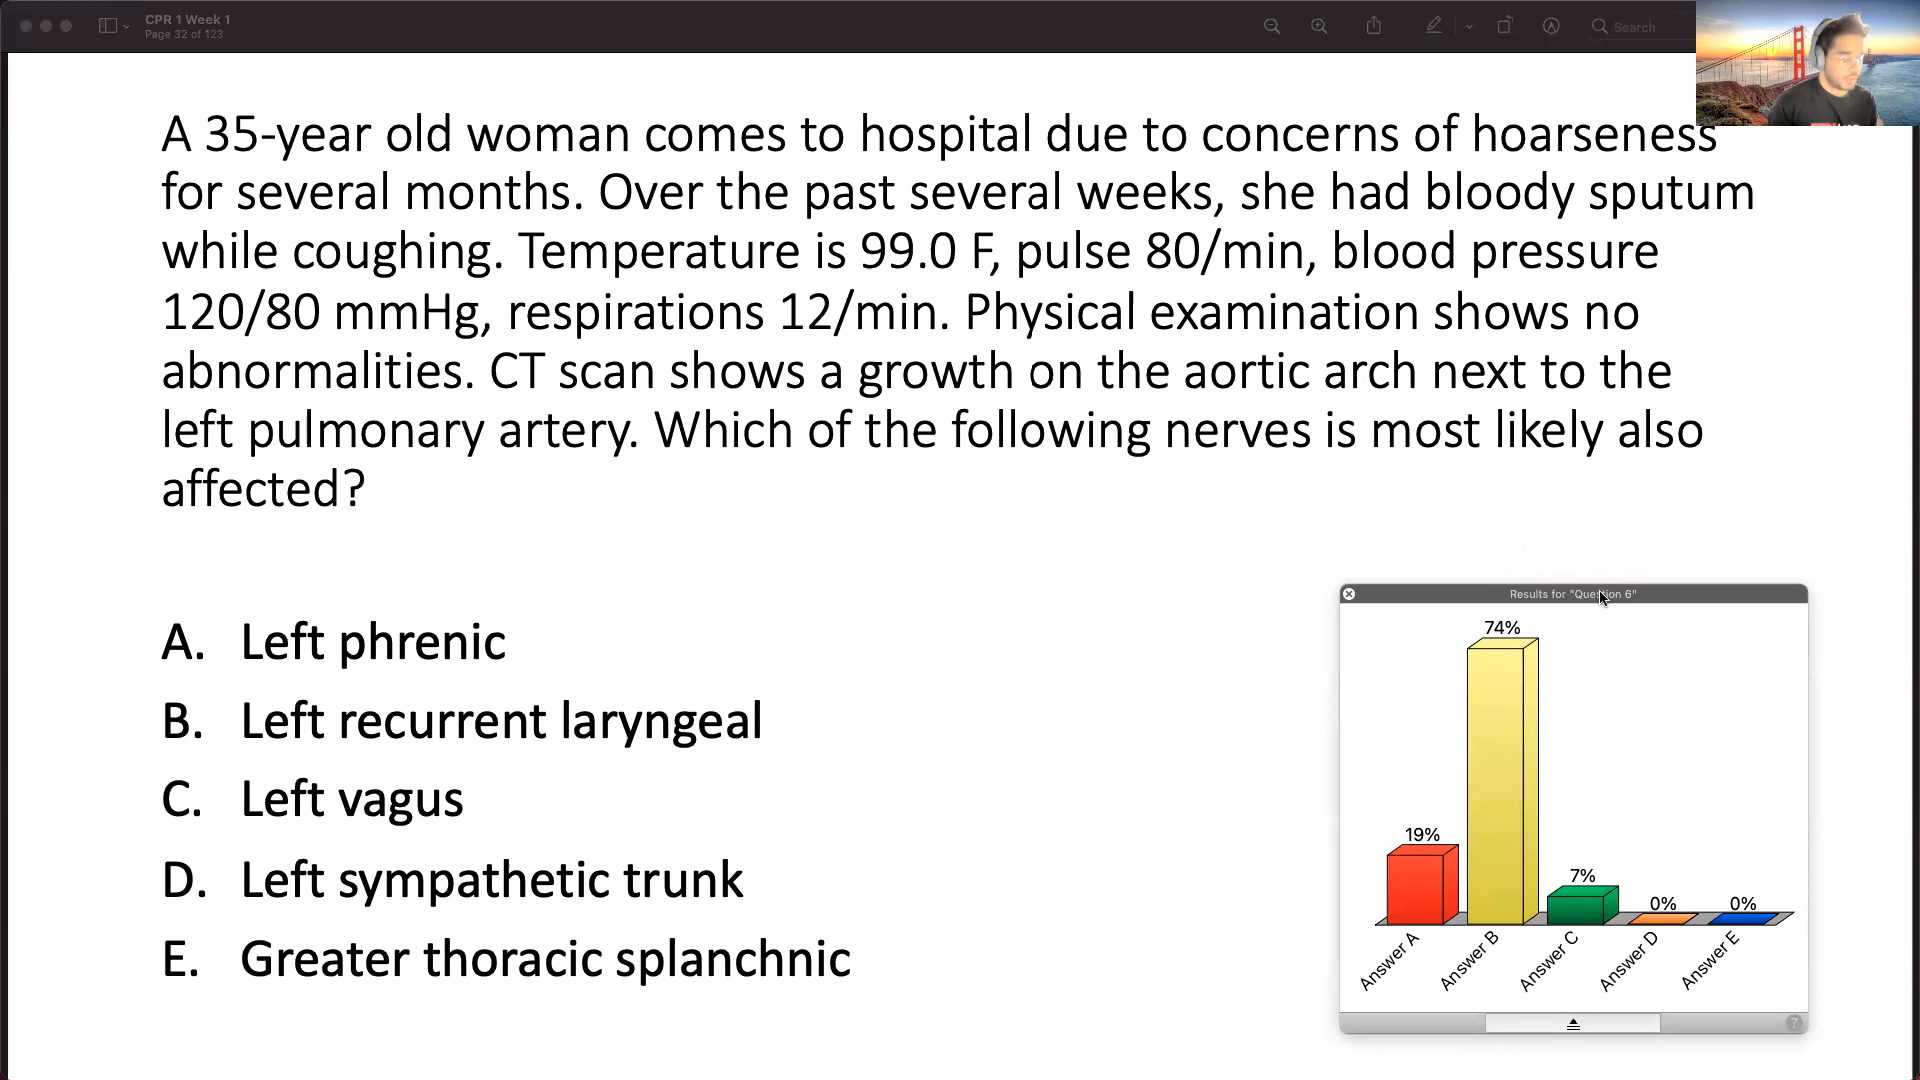 CPR 1 Week 1
Page 32 of 123
Search
A 35-year old woman comes to hospital due to concerns of hoarseness
for several months. Over the past several weeks, she had bloody sputum
while coughing. Temperature is 99.0 F, pulse 80/min, blood pressure
120/80 mmHg, respirations 12/min. Physical examination shows no
abnormalities. CT scan shows a growth on the aortic arch next to the
left pulmonary artery. Which of the following nerves is most likely also
affected?
A. Left phrenic
B. Left recurrent laryngeal
C. Left vagus
D. Left sympathetic trunk
E. Greater thoracic splanchnic
Results for "Question 6"
74%
19%
7%
0%
0%
Answer A
Answer B
Answer C
Answer D
Answer E